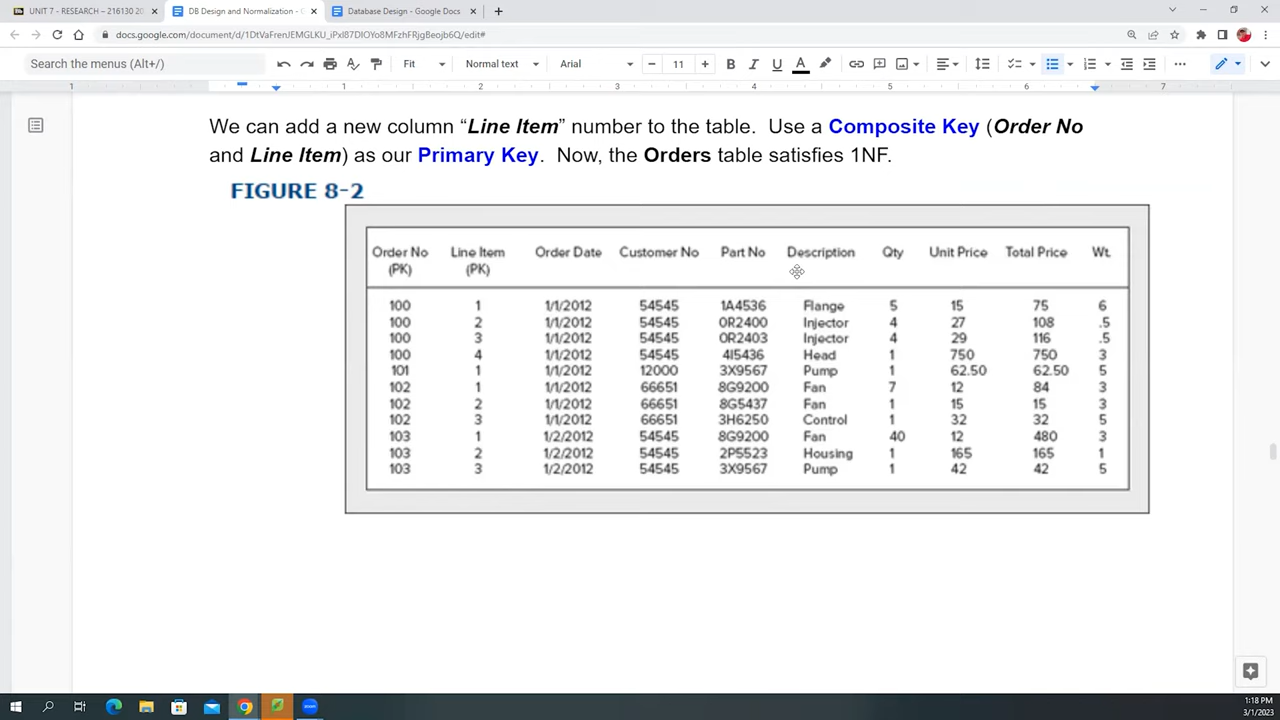 UNIT 7 - RESEARCH – 216130 20
DB Design and Normalization - G
Database Design - Google Docs
docs.google.com/document/d/1DtVaFrenJEMGLKU_iPxl87DIOYo8MFzhFRjgBeojb6Q/edit#
Search the menus (Alt+/)
Fit
Normal text
Arial
11
1 1 2 3 4 5 6 7
We can add a new column “Line Item” number to the table. Use a Composite Key (Order No
and Line Item) as our Primary Key. Now, the Orders table satisfies 1NF.
FIGURE 8-2
Order No Line Item Order Date Customer No Part No Description Qty Unit Price Total Price Wt.
(PK) (PK)
100 1 1/1/2012 54545 1A4536 Flange 5 15 75 6
100 2 1/1/2012 54545 0R2400 Injector 4 27 108 .5
100 3 1/1/2012 54545 0R2403 Injector 4 29 116 .5
100 4 1/1/2012 54545 4I5436 Head 1 750 750 3
101 1 1/1/2012 12000 3X9567 Pump 1 62.50 62.50 5
102 1 1/1/2012 66651 8G9200 Fan 7 12 84 3
102 2 1/1/2012 66651 8G5437 Fan 1 15 15 3
102 3 1/1/2012 66651 3H6250 Control 1 32 32 5
103 1 1/2/2012 54545 8G9200 Fan 40 12 480 3
103 2 1/2/2012 54545 2P5523 Housing 1 165 165 1
103 3 1/2/2012 54545 3X9567 Pump 1 42 42 5
1:18 PM
3/1/2023